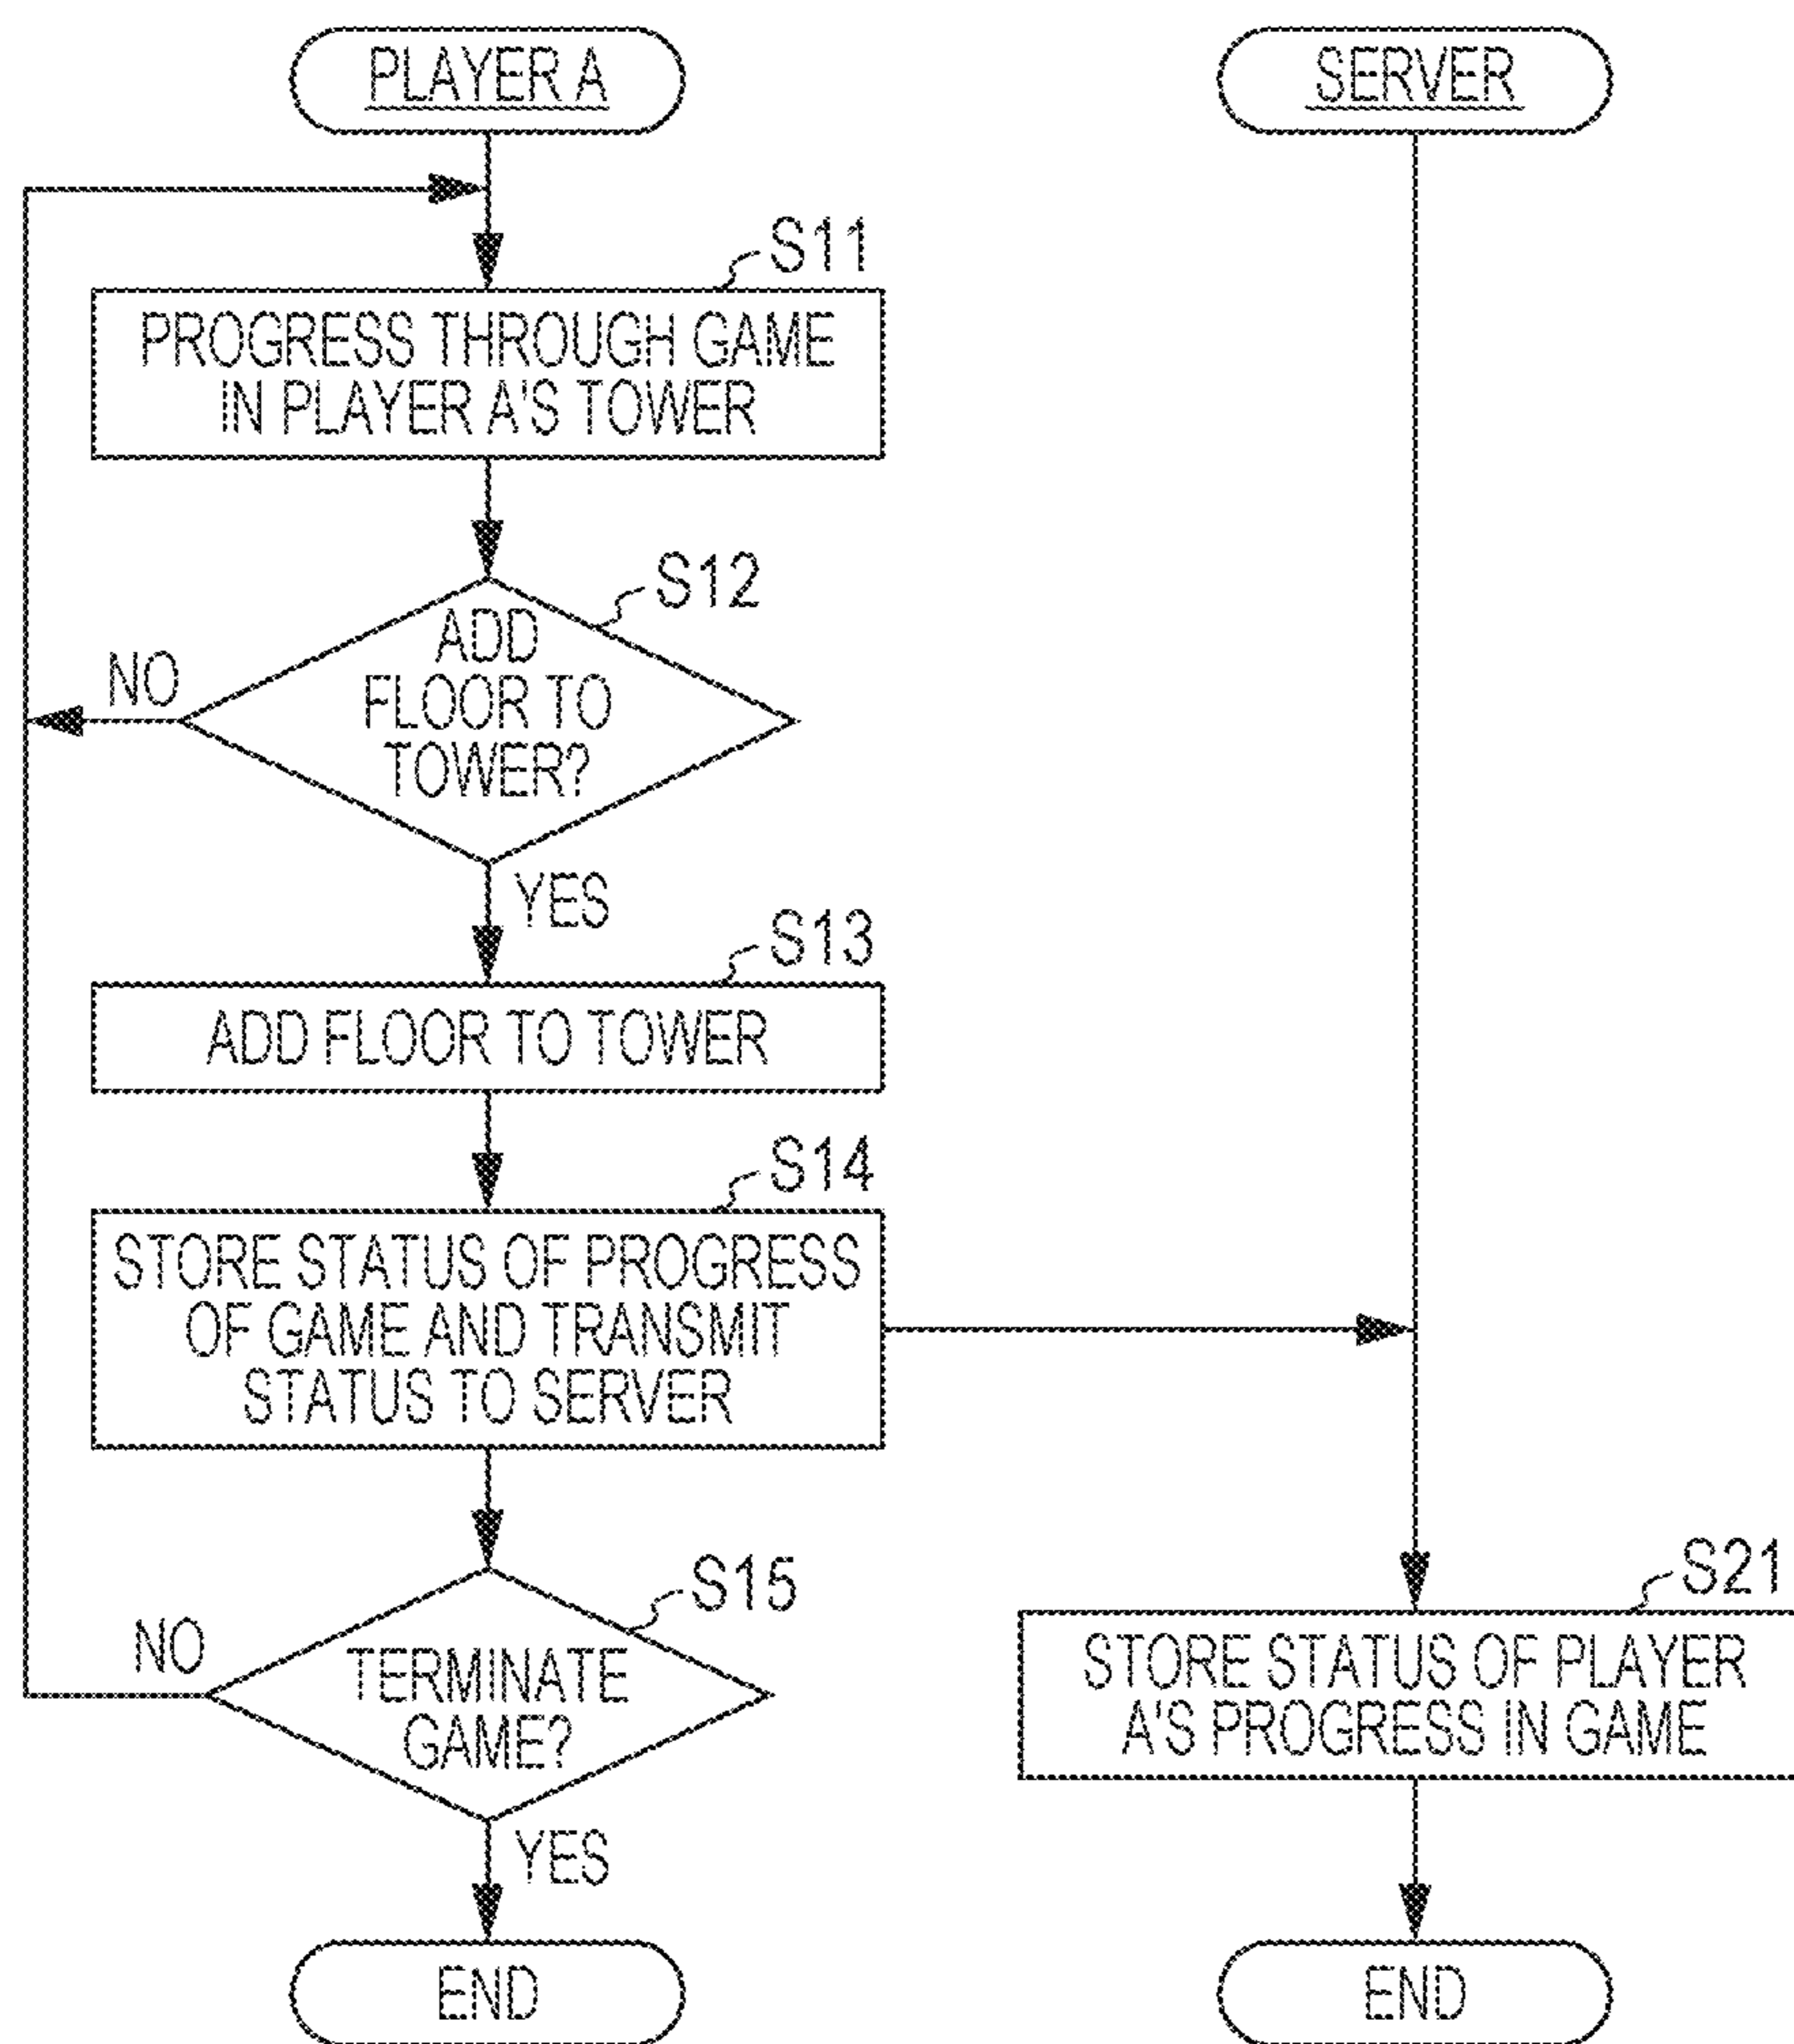 PLAYER A
SERVER
S11
PROGRESS THROUGH GAME
IN PLAYER A'S TOWER
S12
ADD
FLOOR TO
TOWER?
NO
YES
S13
ADD FLOOR TO TOWER
S14
STORE STATUS OF PROGRESS
OF GAME AND TRANSMIT
STATUS TO SERVER
S15
TERMINATE
GAME?
NO
YES
END
S21
STORE STATUS OF PLAYER
A'S PROGRESS IN GAME
END